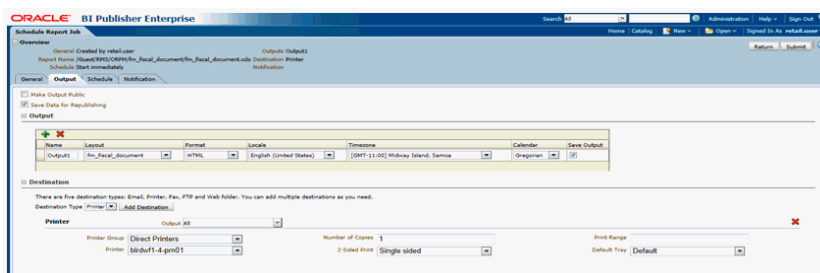 ORACLE BI Publisher Enterprise
Search All Administration Help Sign Out
Schedule Report Job
Home Catalog New Open Signed In As retail.user
Overview
Return Submit
General Created by retail.user
Outputs Output1
Report Name /Guest/RMS/ORFM/fm_fiscal_document/fm_fiscal_document.xdo
Destination Printer
Schedule Start immediately
Notification
General Output Schedule Notification
Make Output Public
Save Data for Republishing
Output
Name Layout Format Locale Timezone Calendar Save Output
Output1 fm_fiscal_document HTML English (United States) [GMT-11:00] Midway Island, Samoa Gregorian
Destination
There are five destination types: Email, Printer, Fax, FTP and Web folder. You can add multiple destinations as you need.
Destination Type Printer Add Destination
Printer Output All
Printer Group Direct Printers Number of Copies 1 Print Range
Printer blrdwf1-4-prn01 2-Sided Print Single sided Default Tray Default